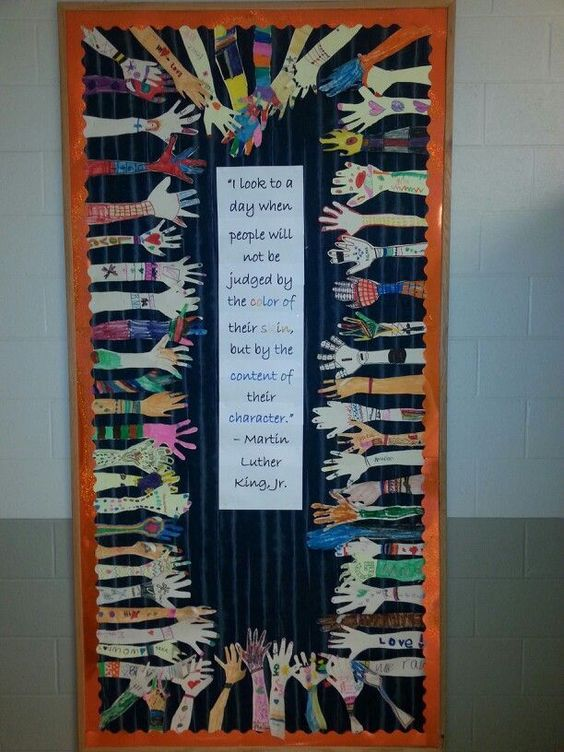 "I look to a
day when
people will
not be
judged by
the color of
their skin,
but by the
content of
their
character."
- Martin
Luther
King, Jr.
LOVE